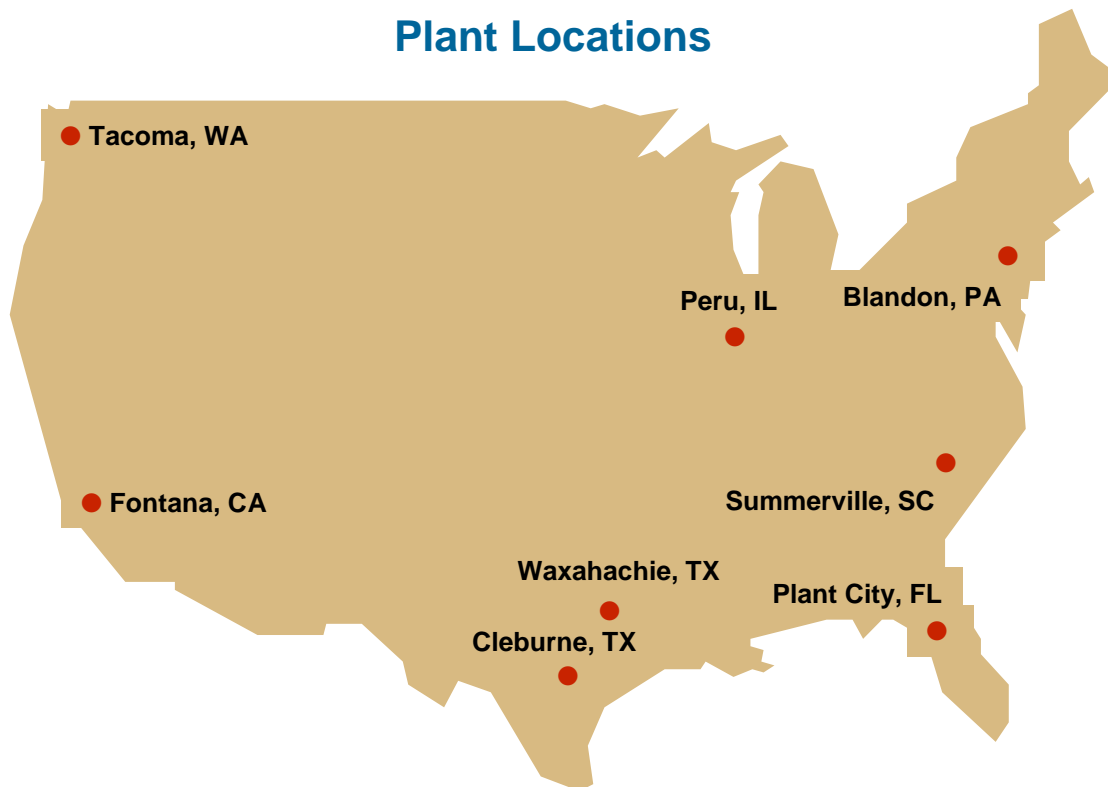 Plant Locations
Tacoma, WA
Peru, IL
Blandon, PA
Fontana, CA
Summerville, SC
Waxahachie, TX
Plant City, FL
Cleburne, TX